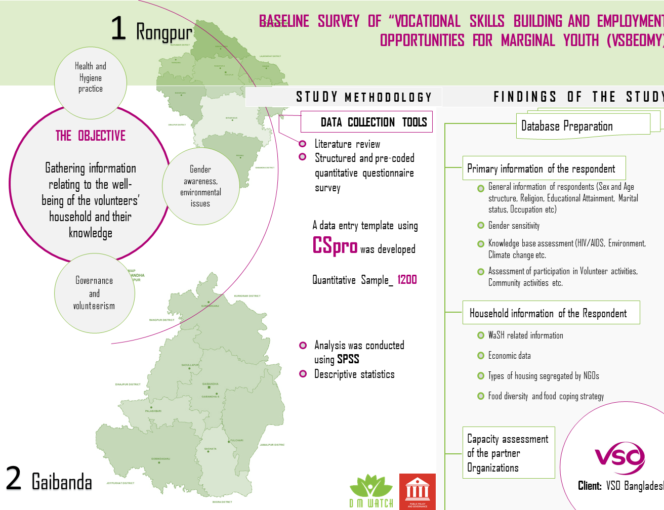 BASELINE SURVEY OF “VOCATIONAL SKILLS BUILDING AND EMPLOYMENT
OPPORTUNITIES FOR MARGINAL YOUTH (VSBEOMY)
1 Rongpur
Health and
Hygiene
practice
THE OBJECTIVE
Gathering information
relating to the well-
being of the volunteers’
household and their
knowledge
Gender
awareness,
environmental
issues
Governance
and
volunteerism
2 Gaibanda
STUDY METHODOLOGY
DATA COLLECTION TOOLS
Literature review
Structured and pre-coded
quantitative questionnaire
survey
A data entry template using
CSpro was developed
Quantitative Sample_ 1200
Analysis was conducted
using SPSS
Descriptive statistics
DM WATCH
FINDINGS OF THE STUDY
Database Preparation
Primary information of the respondent
General information of respondents (Sex and Age
structure, Religion, Educational Attainment, Marital
status, Occupation etc)
Gender sensitivity
Knowledge base assessment (HIV/AIDS, Environment,
Climate change etc.
Assessment of participation in Volunteer activities,
Community activities etc.
Household information of the Respondent
WaSH related information
Economic data
Types of housing segregated by NGOs
Food diversity and food coping strategy
Capacity assessment
of the partner
Organizations
VSO
Client: VSO Bangladesh